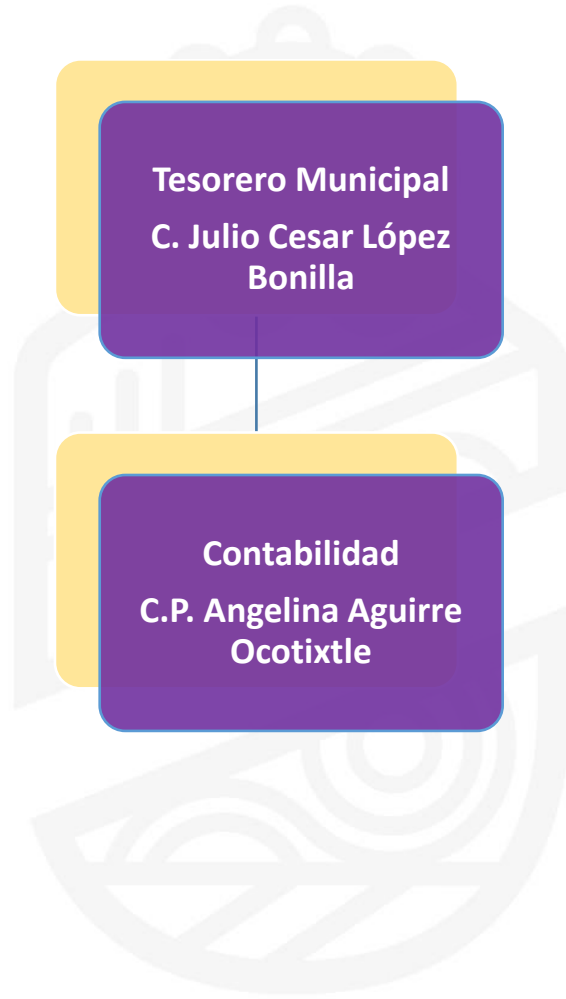 Tesorero Municipal
C. Julio Cesar López
Bonilla
Contabilidad
C.P. Angelina Aguirre
Ocotixtle